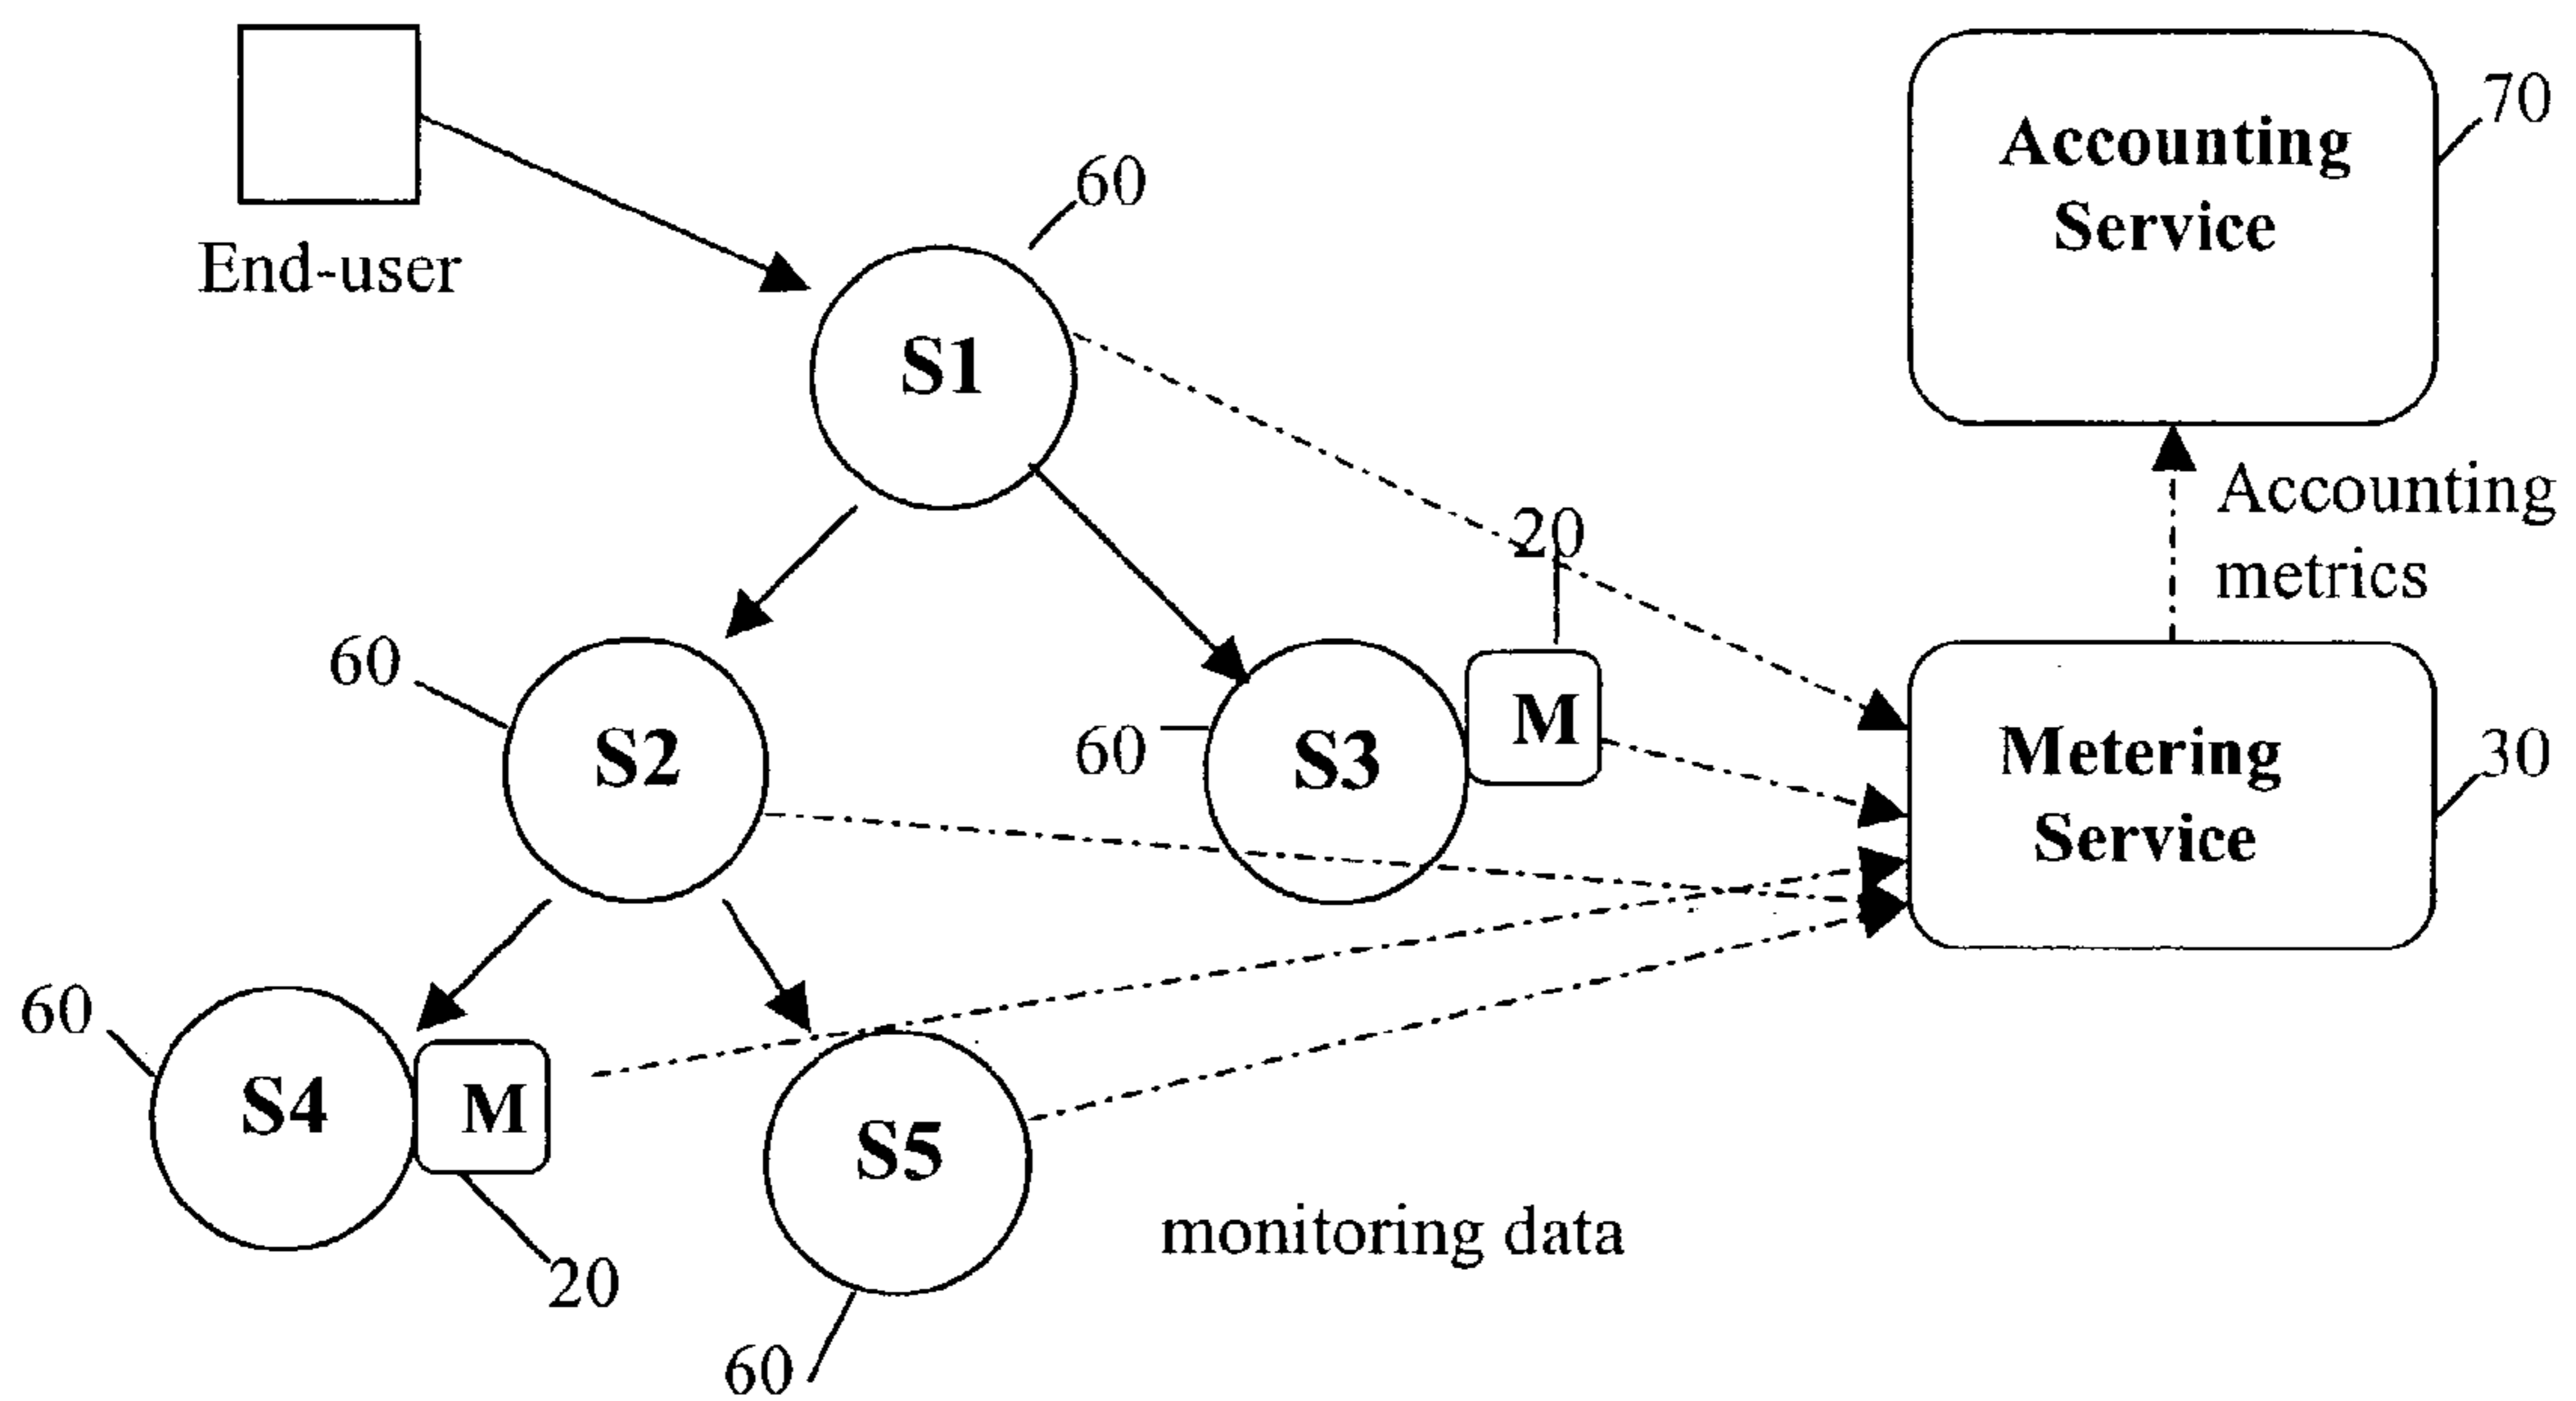 70
Accounting
Service
60
End-user
S1
Accounting
metrics
20
60
S2
60
S3
M
Metering
Service
30
60
S4
M
S5
monitoring data
20
60